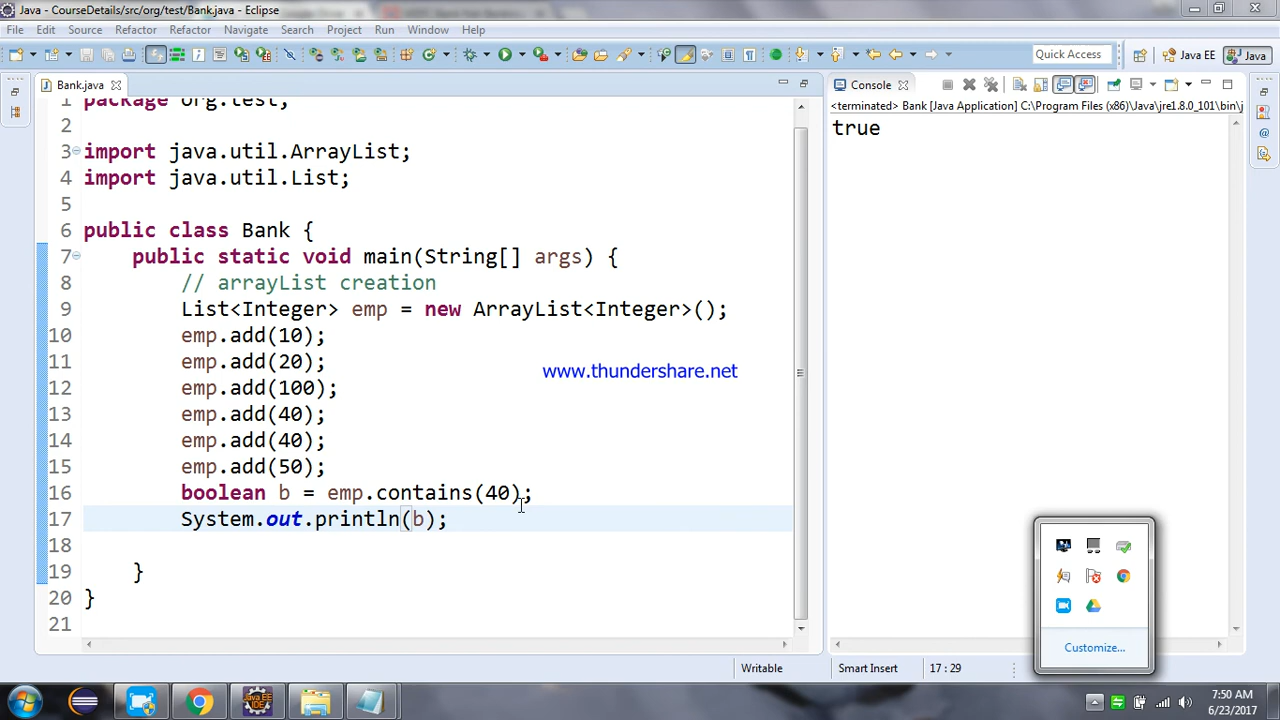 Java - CourseDetails/src/org/test/Bank.java - Eclipse
File Edit Source Refactor Refactor Navigate Search Project Run Window Help
Quick Access
Java EE
Java
Bank.java
1 package org.test;
2
3 import java.util.ArrayList;
4 import java.util.List;
5
6 public class Bank {
7 public static void main(String[] args) {
8 // arrayList creation
9 List<Integer> emp = new ArrayList<Integer>();
10 emp.add(10);
11 emp.add(20);
12 emp.add(100);
13 emp.add(40);
14 emp.add(40);
15 emp.add(50);
16 boolean b = emp.contains(40);
17 System.out.println(b);
18
19 }
20 }
21
www.thundershare.net
Console
<terminated> Bank [Java Application] C:\Program Files (x86)\Java\jre1.8.0_101\bin\j
true
Customize...
Writable
Smart Insert
17 : 29
Java EE
IDE
7:50 AM
6/23/2017